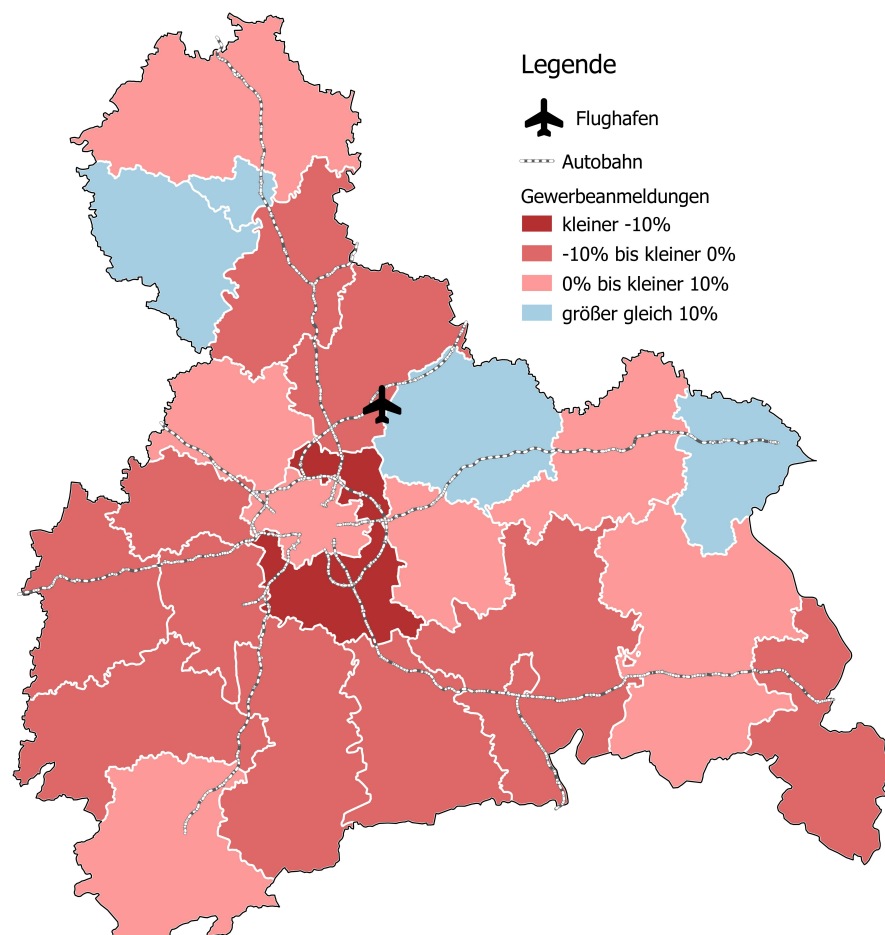 Legende
Flughafen
Autobahn
Gewerbeanmeldungen
kleiner -10%
-10% bis kleiner 0%
0% bis kleiner 10%
größer gleich 10%